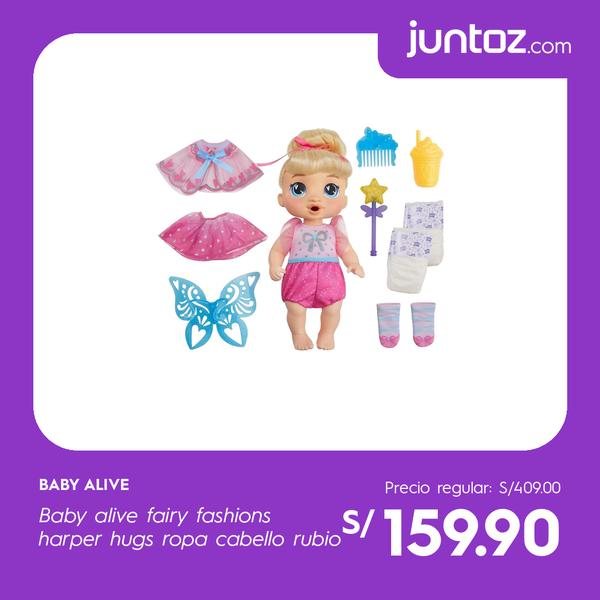 juntoz.com
BABY ALIVE
Baby alive fairy fashions
harper hugs ropa cabello rubio
Precio regular: S/409.00
S/159.90